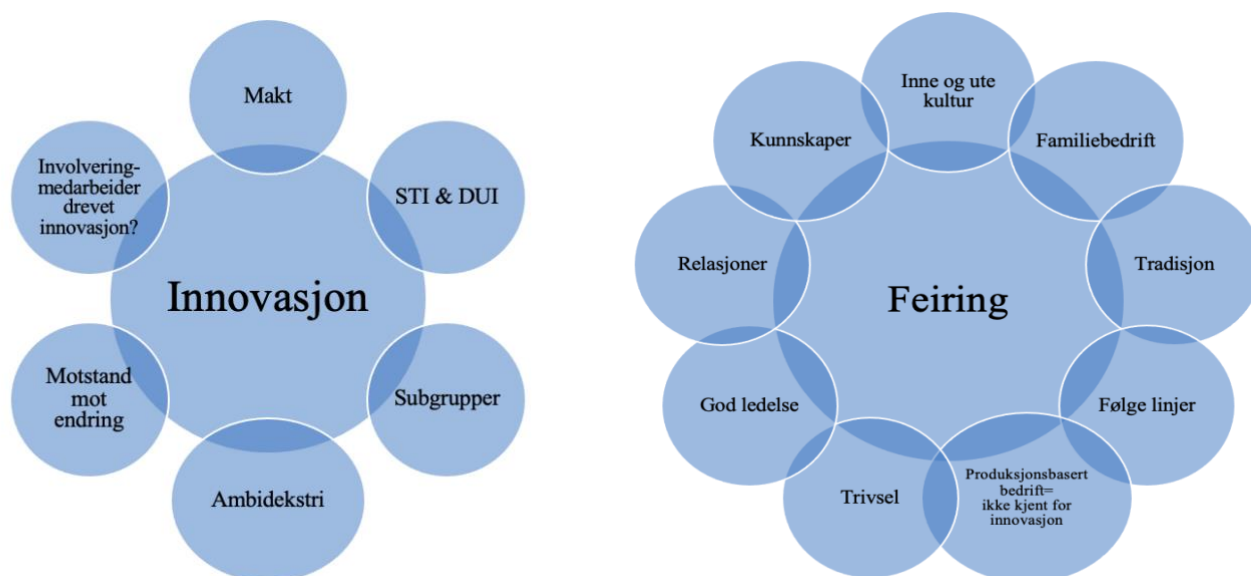 Makt
STI & DUI
Subgrupper
Ambidekstri
Motstand
mot
endring
Involvering-
medarbeider
drevet
innovasjon?
Innovasjon
Inne og ute
kultur
Familiebedrift
Tradisjon
Følge linjer
Produksjonsbasert
bedrift=
ikke kjent for
innovasjon
Trivsel
God ledelse
Relasjoner
Kunnskaper
Feiring